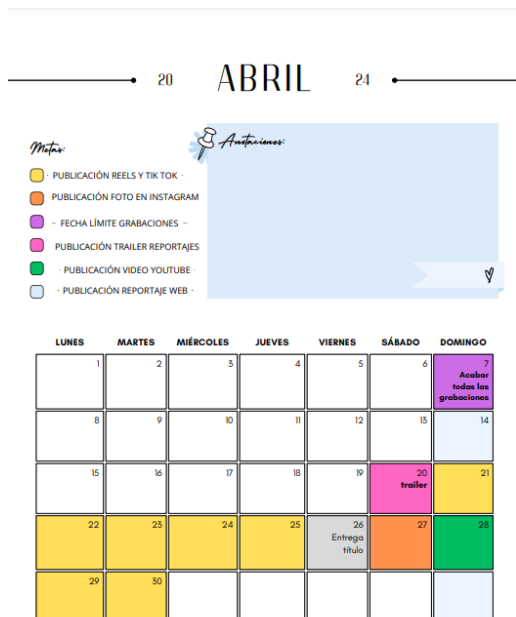 20 ABRIL 24
Metas:
Anotaciones:
PUBLICACIÓN REELS Y TIK TOK
PUBLICACIÓN FOTO EN INSTAGRAM
FECHA LÍMITE GRABACIONES
PUBLICACIÓN TRAILER REPORTAJES
PUBLICACIÓN VIDEO YOUTUBE
PUBLICACIÓN REPORTAJE WEB
LUNES MARTES MIÉRCOLES JUEVES VIERNES SÁBADO DOMINGO
1 2 3 4 5 6 7
Acabar
todas las
grabaciones
8 9 10 11 12 13 14
15 16 17 18 19 20 21
trailer
22 23 24 25 26 27 28
Entrega
título
29 30